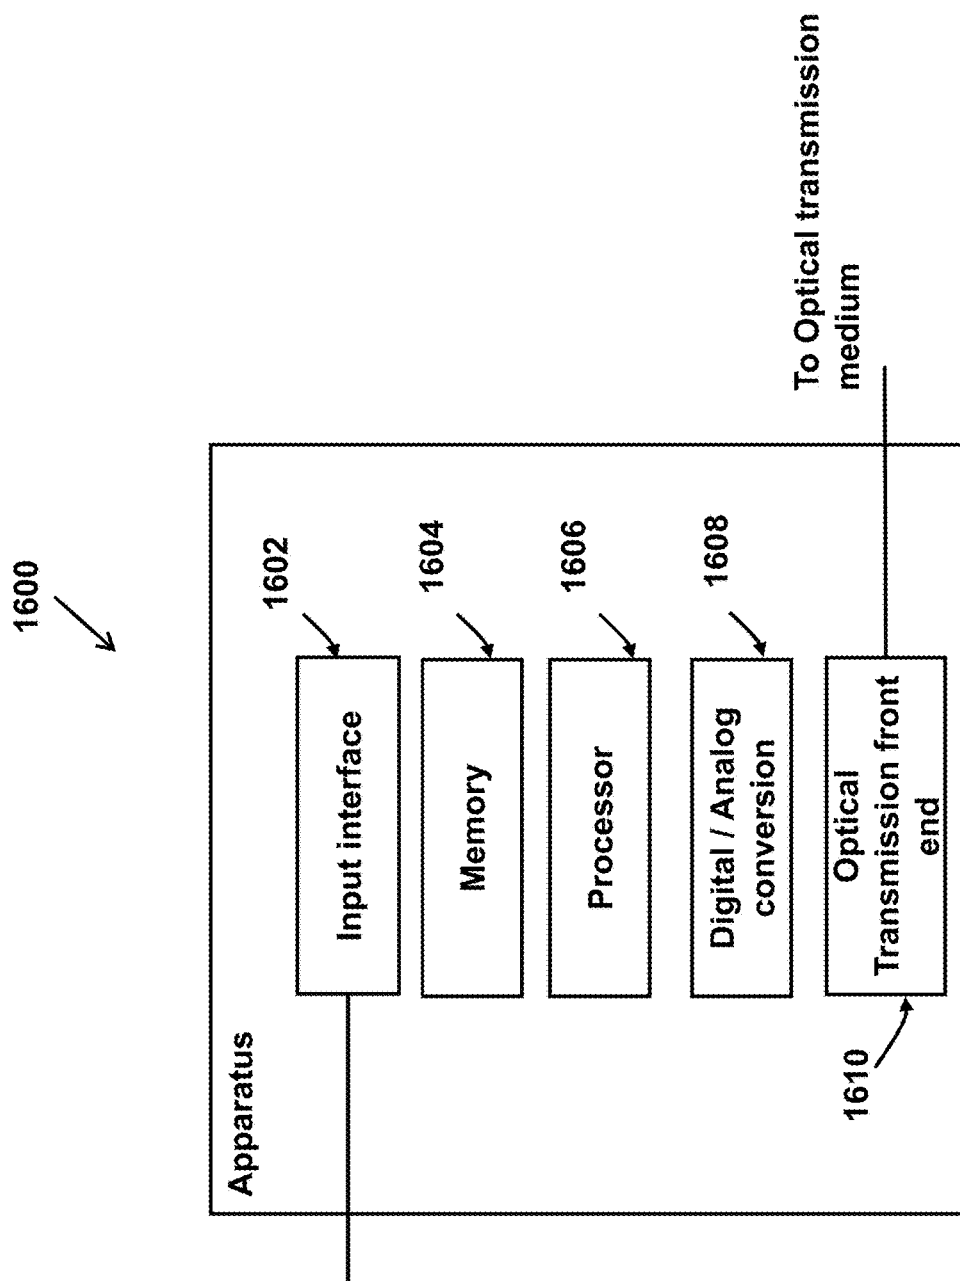 1600
Apparatus
1602
Input interface
1604
Memory
1606
Processor
1608
Digital / Analog
conversion
Optical
Transmission front
end
1610
To Optical transmission
medium